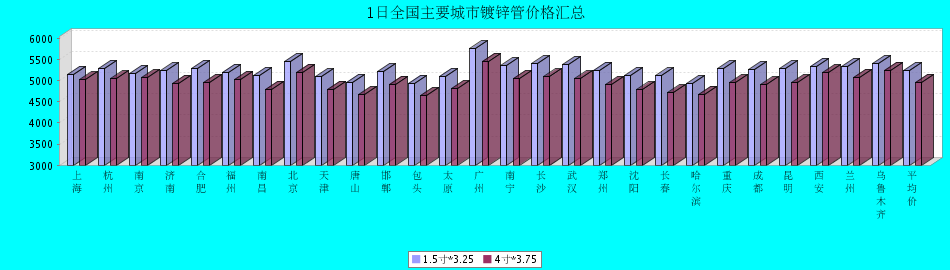 1日全国主要城市镀锌管价格汇总
6000
5500
5000
4500
4000
3500
3000
上海 杭州 南京 济南 合肥 福州 南昌 北京 天津 唐山 邯郸 包头 太原 广州 南宁 长沙 武汉 郑州 沈阳 长春 哈尔滨 重庆 成都 昆明 西安 兰州 乌鲁木齐 平均价
1.5寸*3.25 4寸*3.75